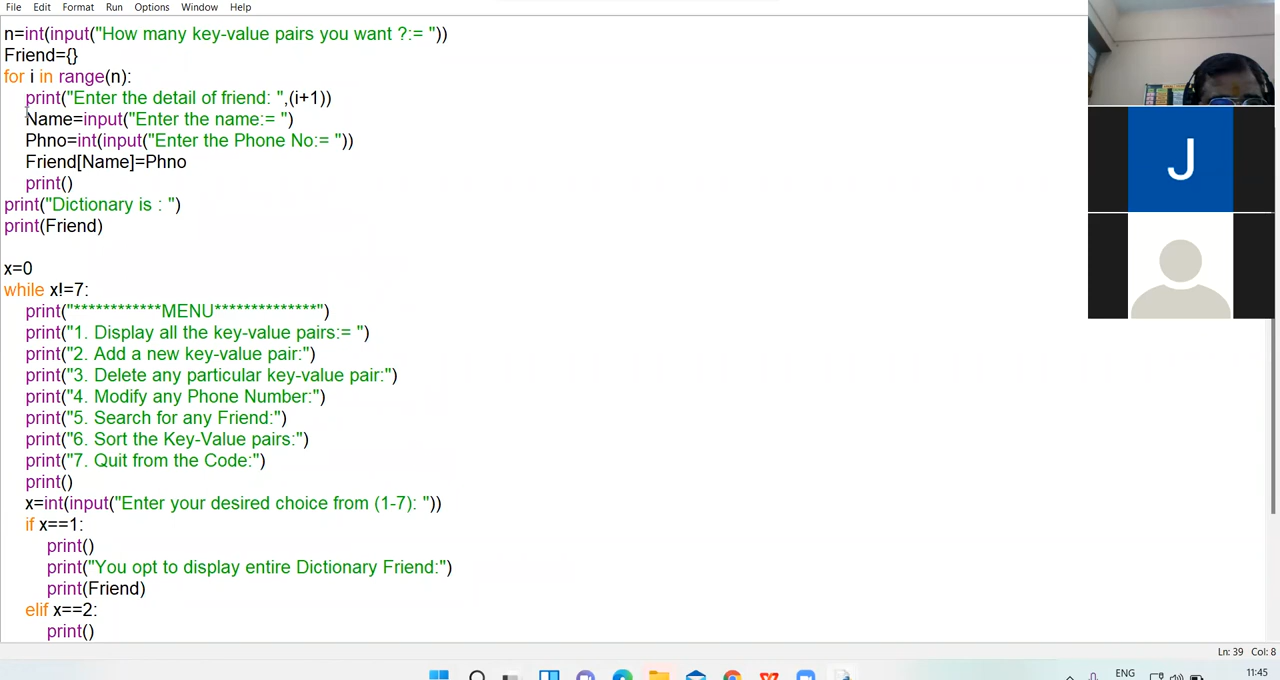 File Edit Format Run Options Window Help
n=int(input("How many key-value pairs you want ?:= "))
Friend={}
for i in range(n):
    print("Enter the detail of friend: ",(i+1))
    Name=input("Enter the name:= ")
    Phno=int(input("Enter the Phone No:= "))
    Friend[Name]=Phno
    print()
print("Dictionary is : ")
print(Friend)
x=0
while x!=7:
    print("************MENU**************")
    print("1. Display all the key-value pairs:= ")
    print("2. Add a new key-value pair:")
    print("3. Delete any particular key-value pair:")
    print("4. Modify any Phone Number:")
    print("5. Search for any Friend:")
    print("6. Sort the Key-Value pairs:")
    print("7. Quit from the Code:")
    print()
    x=int(input("Enter your desired choice from (1-7): "))
    if x==1:
        print()
        print("You opt to display entire Dictionary Friend:")
        print(Friend)
    elif x==2:
        print()
J
Ln: 39 Col: 8
ENG
11:45